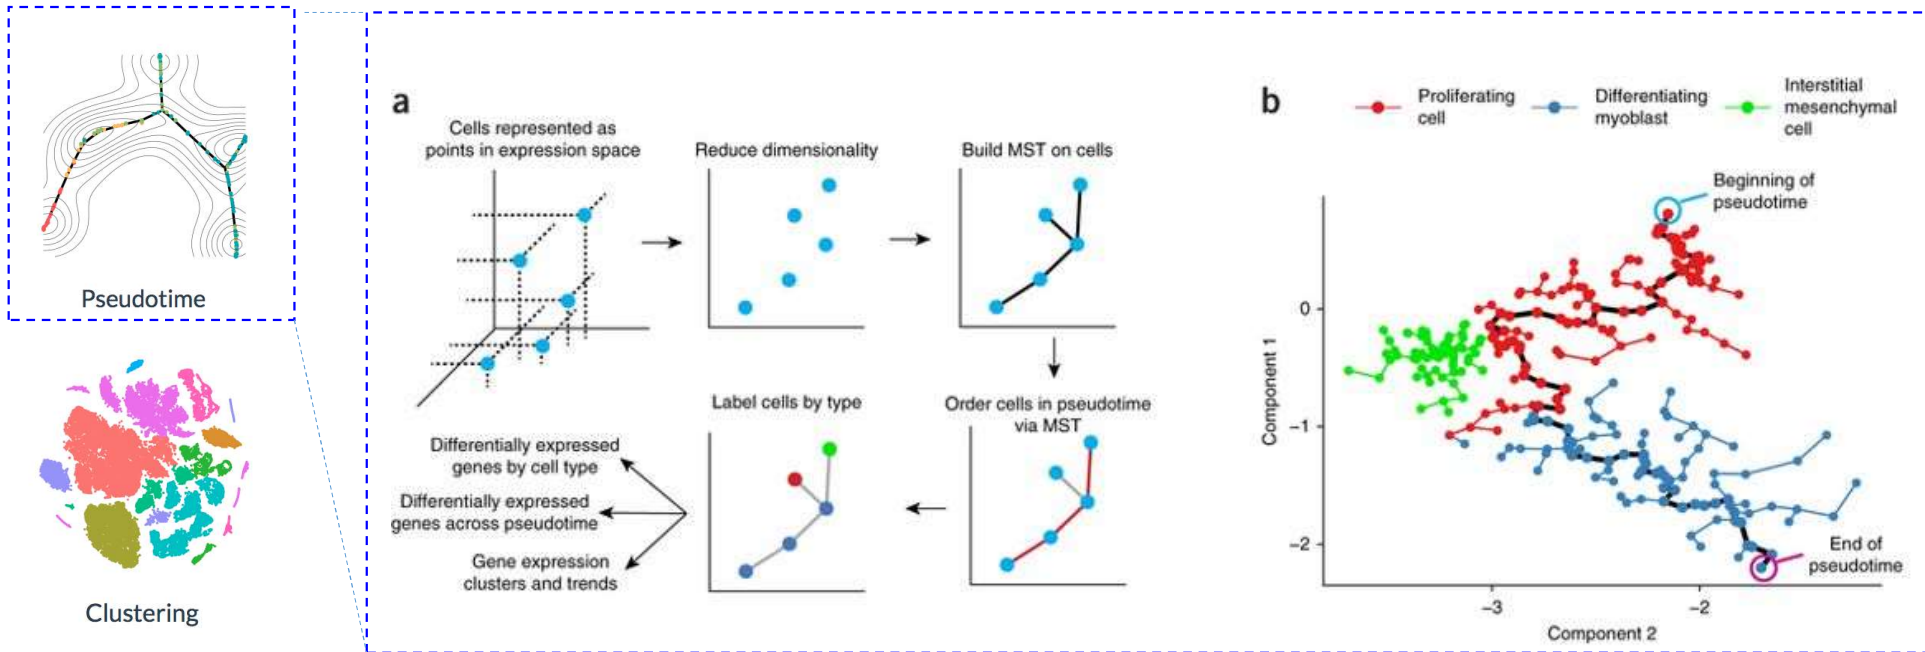 Pseudotime
Clustering
a
Cells represented as
points in expression space
Reduce dimensionality
Build MST on cells
Order cells in pseudotime
via MST
Label cells by type
Differentially expressed
genes by cell type
Differentially expressed
genes across pseudotime
Gene expression
clusters and trends
b
Proliferating
cell
Differentiating
myoblast
Interstitial
mesenchymal
cell
Beginning of
pseudotime
End of
pseudotime
Component 1
0
−1
−2
−3
−2
Component 2